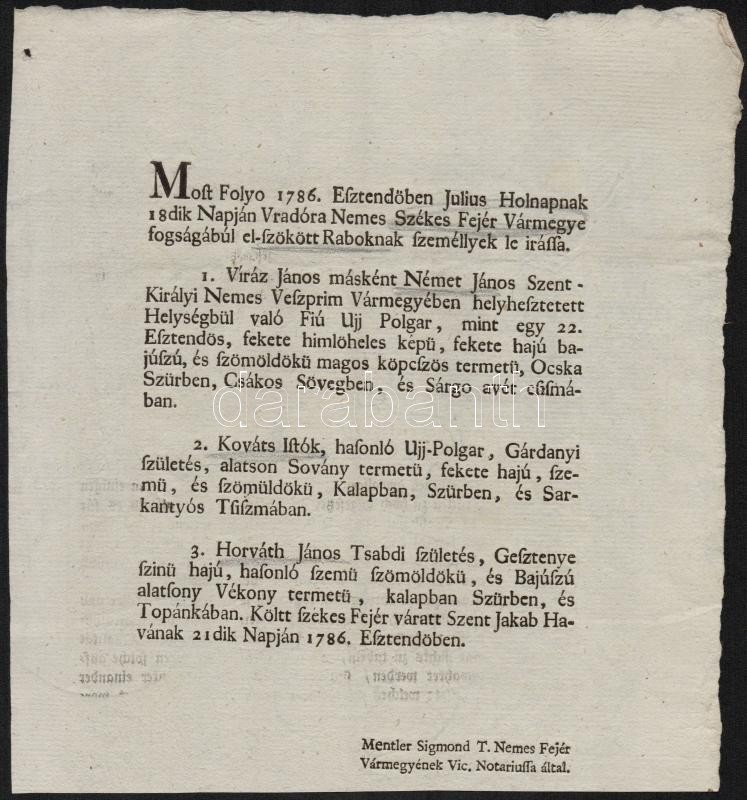 Moſt Folyo 1786. Eſztendöben Julius Holnapnak
18dik Napján Vradóra Nemes Székes Fejér Vármegye
fogságábúl el-ſzökött Raboknak ſzeméllyek le iráſſa.
1. Víráz János másként Német János Szent-
Királyi Nemes Veſzprim Vármegyében helyheſztetett
Helységbül való Fiú Ujj Polgar, mint egy 22.
Eſztendös, fekete himlöheles képü, fekete hajú ba-
júſzú, és ſzömöldökü magos köpcſzös termetü, Ocska
Szürben, Csákos Sövegben, és Sárgo avét cſiſmá-
ban.
2. Kováts Iſtók, haſonló Ujj-Polgar, Gárdanyi
ſzületés, alatson Sovány termetü, fekete hajú, ſze-
mü, és ſzömüldökü, Kalapban, Szürben, és Sar-
kantyós Tſiſzmában.
3. Horváth János Tsabdi ſzületés, Geſztenye
ſzinü hajú, haſonló ſzemü ſzömöldökü, és Bajúſzú
alatſony Vékony termetü, kalapban Szürben, és
Topánkában. Költt ſzékes Fejér váratt Szent Jakab Ha-
vának 21dik Napján 1786. Eſztendöben.
Mentler Sigmond T. Nemes Fejér
Vármegyének Vic. Notariuſſa által.
darabanth